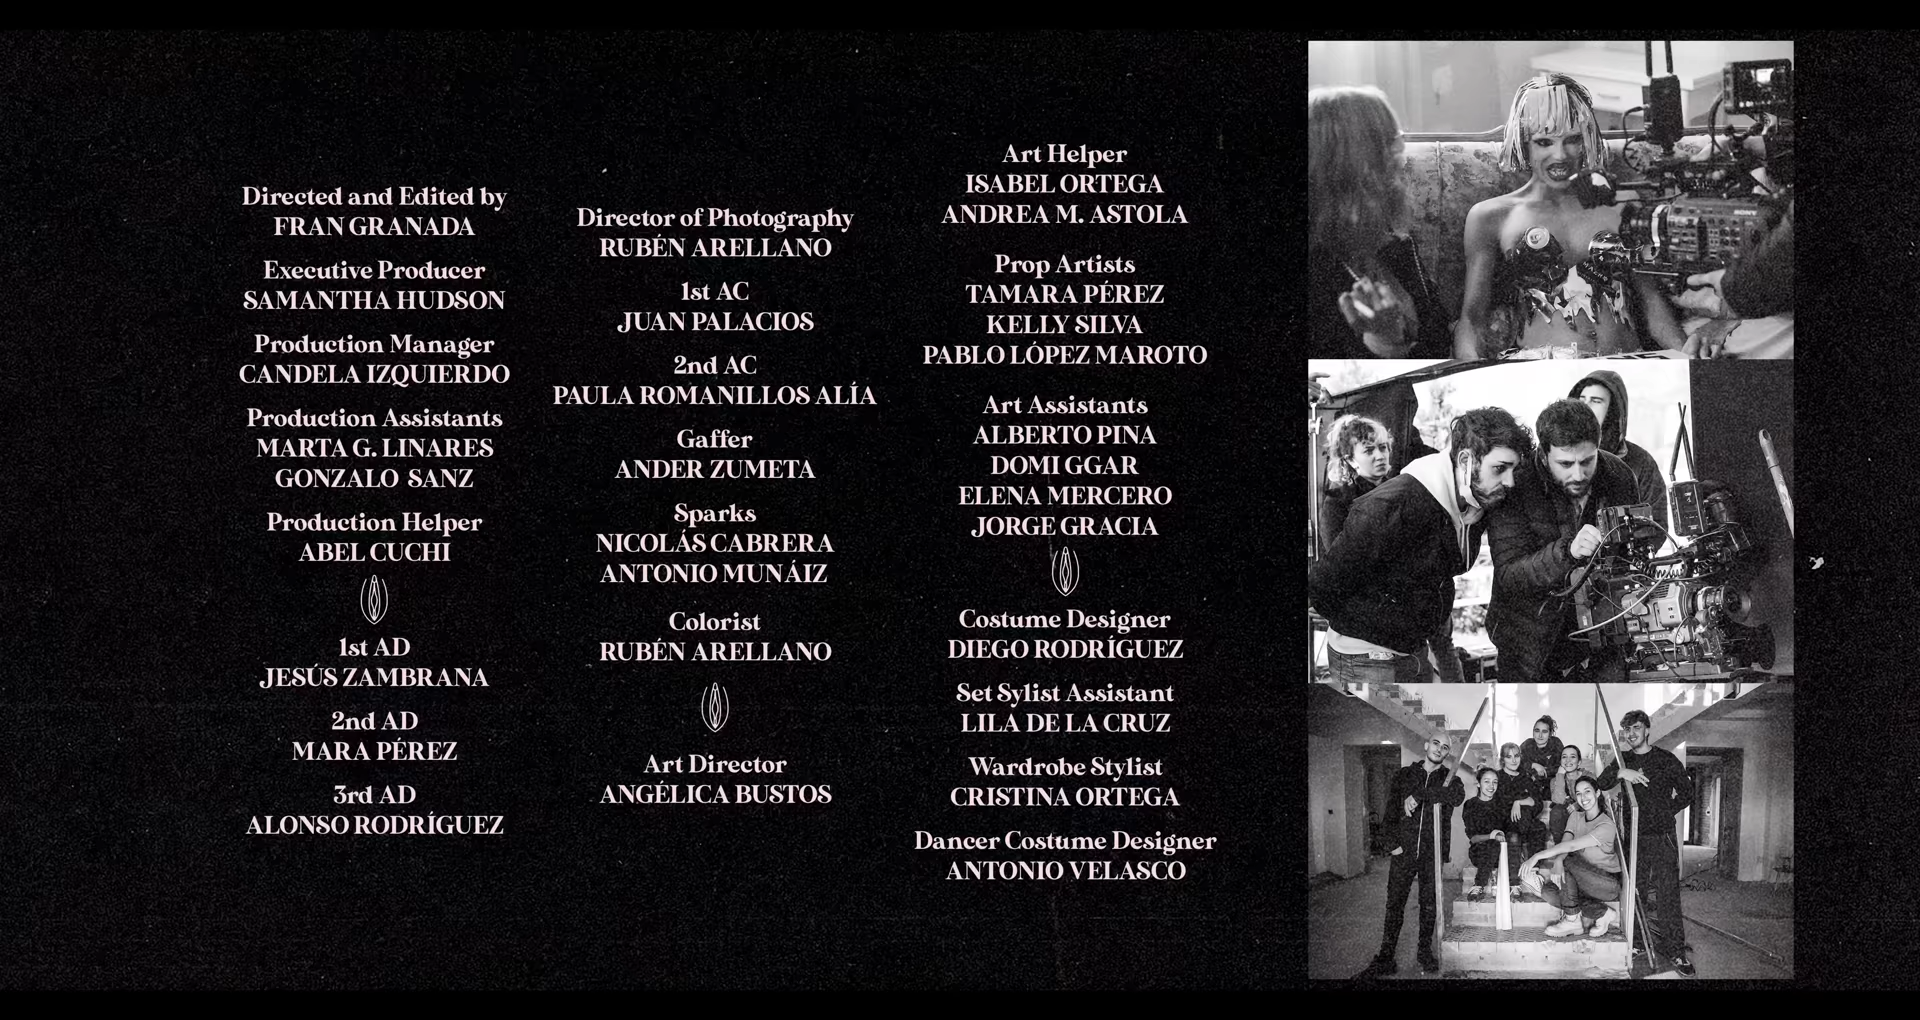 Directed and Edited by
FRAN GRANADA
Executive Producer
SAMANTHA HUDSON
Production Manager
CANDELA IZQUIERDO
Production Assistants
MARTA G. LINARES
GONZALO SANZ
Production Helper
ABEL CUCHI
1st AD
JESÚS ZAMBRANA
2nd AD
MARA PÉREZ
3rd AD
ALONSO RODRÍGUEZ
Director of Photography
RUBÉN ARELLANO
1st AC
JUAN PALACIOS
2nd AC
PAULA ROMANILLOS ALÍA
Gaffer
ANDER ZUMETA
Sparks
NICOLÁS CABRERA
ANTONIO MUNÁIZ
Colorist
RUBÉN ARELLANO
Art Director
ANGÉLICA BUSTOS
Art Helper
ISABEL ORTEGA
ANDREA M. ASTOLA
Prop Artists
TAMARA PÉREZ
KELLY SILVA
PABLO LÓPEZ MAROTO
Art Assistants
ALBERTO PINA
DOMI GGAR
ELENA MERCERO
JORGE GRACIA
Costume Designer
DIEGO RODRÍGUEZ
Set Sylist Assistant
LILA DE LA CRUZ
Wardrobe Stylist
CRISTINA ORTEGA
Dancer Costume Designer
ANTONIO VELASCO
SONY